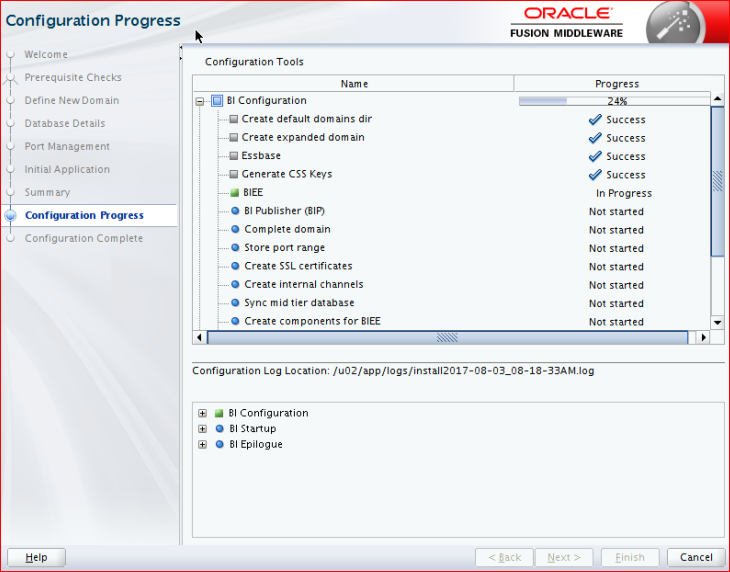 Configuration Progress
ORACLE
FUSION MIDDLEWARE
Welcome
Prerequisite Checks
Define New Domain
Database Details
Port Management
Initial Application
Summary
Configuration Progress
Configuration Complete
Configuration Tools
Name Progress
BI Configuration 24%
Create default domains dir Success
Create expanded domain Success
Essbase Success
Generate CSS Keys Success
BIEE In Progress
BI Publisher (BIP) Not started
Complete domain Not started
Store port range Not started
Create SSL certificates Not started
Create internal channels Not started
Sync mid tier database Not started
Create components for BIEE Not started
Configuration Log Location: /u02/app/logs/install2017-08-03_08-18-33AM.log
BI Configuration
BI Startup
BI Epilogue
Help < Back Next > Finish Cancel